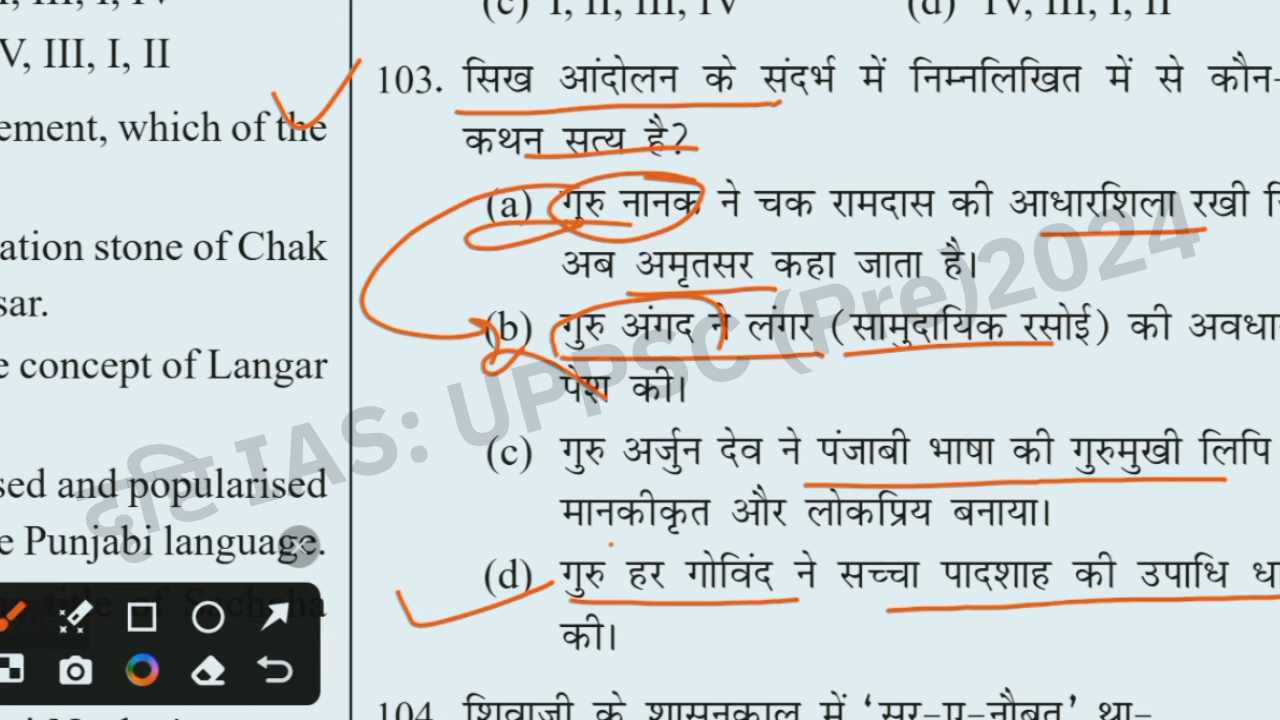 V, III, I, II
ement, which of the
ation stone of Chak
sar.
e concept of Langar
sed and popularised
e Punjabi language.
(c) I, II, III, IV (d) IV, III, I, II
103. सिख आंदोलन के संदर्भ में निम्नलिखित में से कौन-
कथन सत्य है?
(a) गुरु नानक ने चक रामदास की आधारशिला रखी
अब अमृतसर कहा जाता है।
(b) गुरु अंगद ने लंगर (सामुदायिक रसोई) की
पेश की।
(c) गुरु अर्जुन देव ने पंजाबी भाषा की गुरुमुखी लिपि
मानकीकृत और लोकप्रिय बनाया।
(d) गुरु हर गोविंद ने सच्चा पादशाह की उपाधि
की।
104. शिवाजी के शासनकाल में ‘सर-ए-नौबत’ था-
IAS: UPPSC (Pre)2024